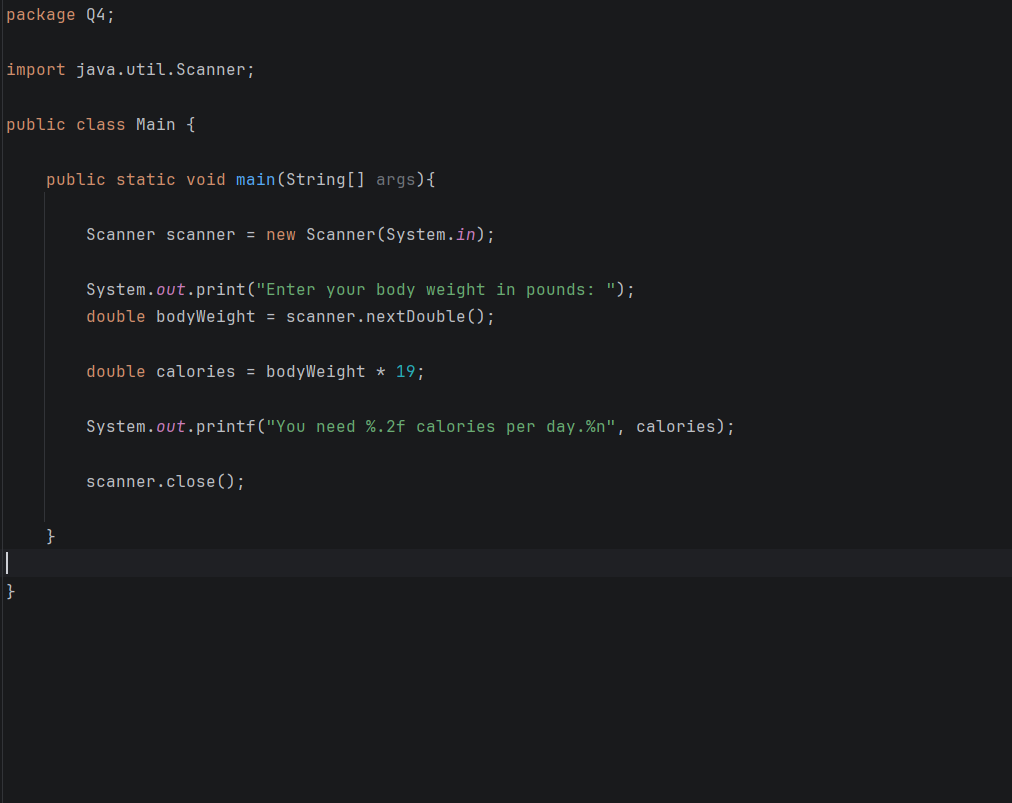 package Q4;
import java.util.Scanner;
public class Main {
public static void main(String[] args){
Scanner scanner = new Scanner(System.in);
System.out.print("Enter your body weight in pounds: ");
double bodyWeight = scanner.nextDouble();
double calories = bodyWeight * 19;
System.out.printf("You need %.2f calories per day.%n", calories);
scanner.close();
}
}